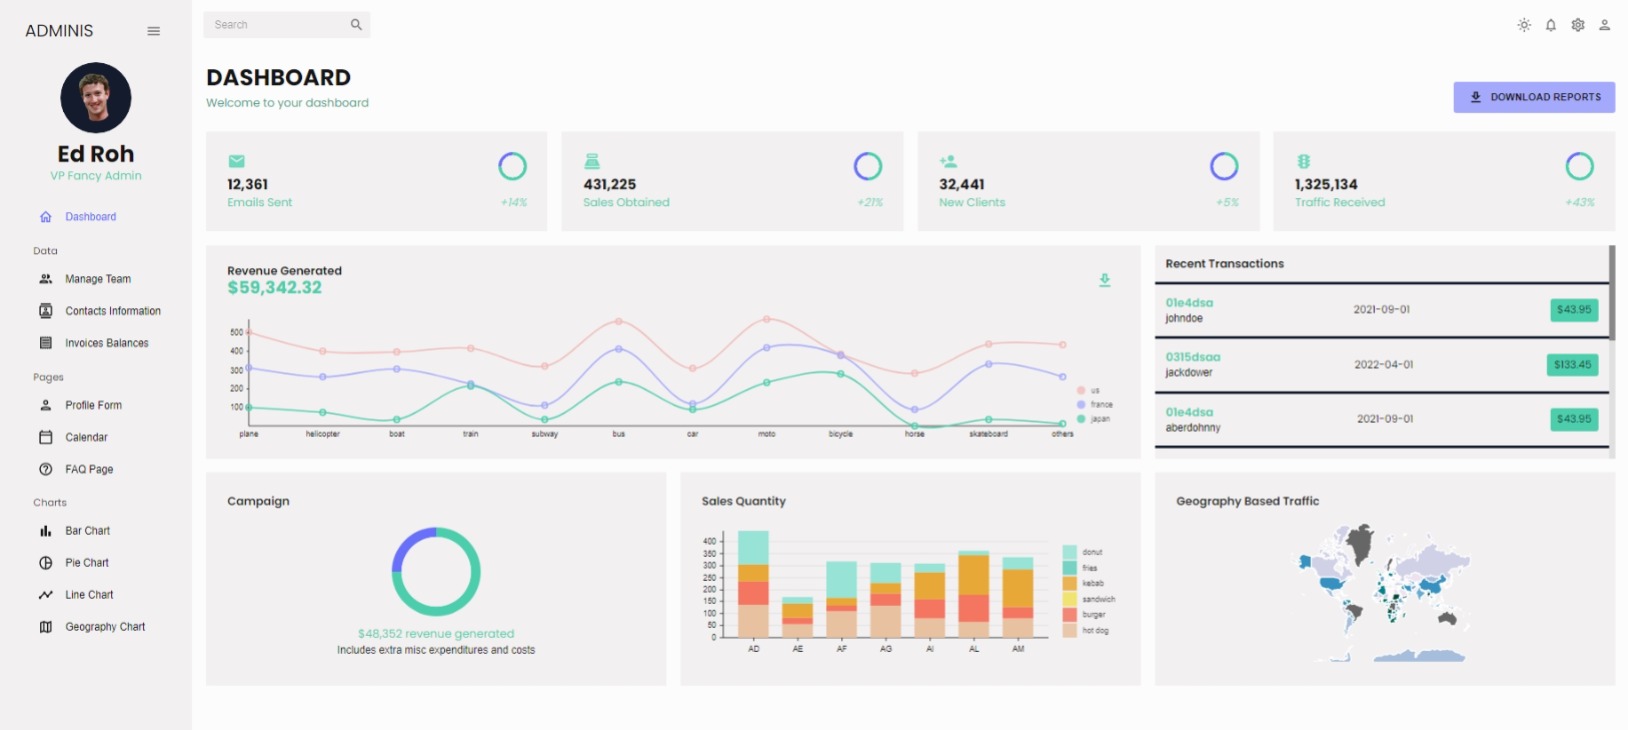 ADMINIS
Search
Ed Roh
VP Fancy Admin
Dashboard
Data
Manage Team
Contacts Information
Invoices Balances
Pages
Profile Form
Calendar
FAQ Page
Charts
Bar Chart
Pie Chart
Line Chart
Geography Chart
DASHBOARD
Welcome to your dashboard
DOWNLOAD REPORTS
12,361
Emails Sent
+14%
431,225
Sales Obtained
+21%
32,441
New Clients
+5%
1,325,134
Traffic Received
+43%
Revenue Generated
$59,342.32
500
400
300
200
100
plane helicopter boat train subway bus car moto bicycle horse skateboard others
us
france
japan
Recent Transactions
01e4dsa
johndoe
2021-09-01
$43.95
0315dsaa
jackdower
2022-04-01
$133.45
01e4dsa
aberdohnny
2021-09-01
$43.95
Campaign
$48,352 revenue generated
Includes extra misc expenditures and costs
Sales Quantity
400
350
300
250
200
150
100
50
0
AD AE AF AG AI AL AM
donut
fries
kebab
sandwich
burger
hot dog
Geography Based Traffic